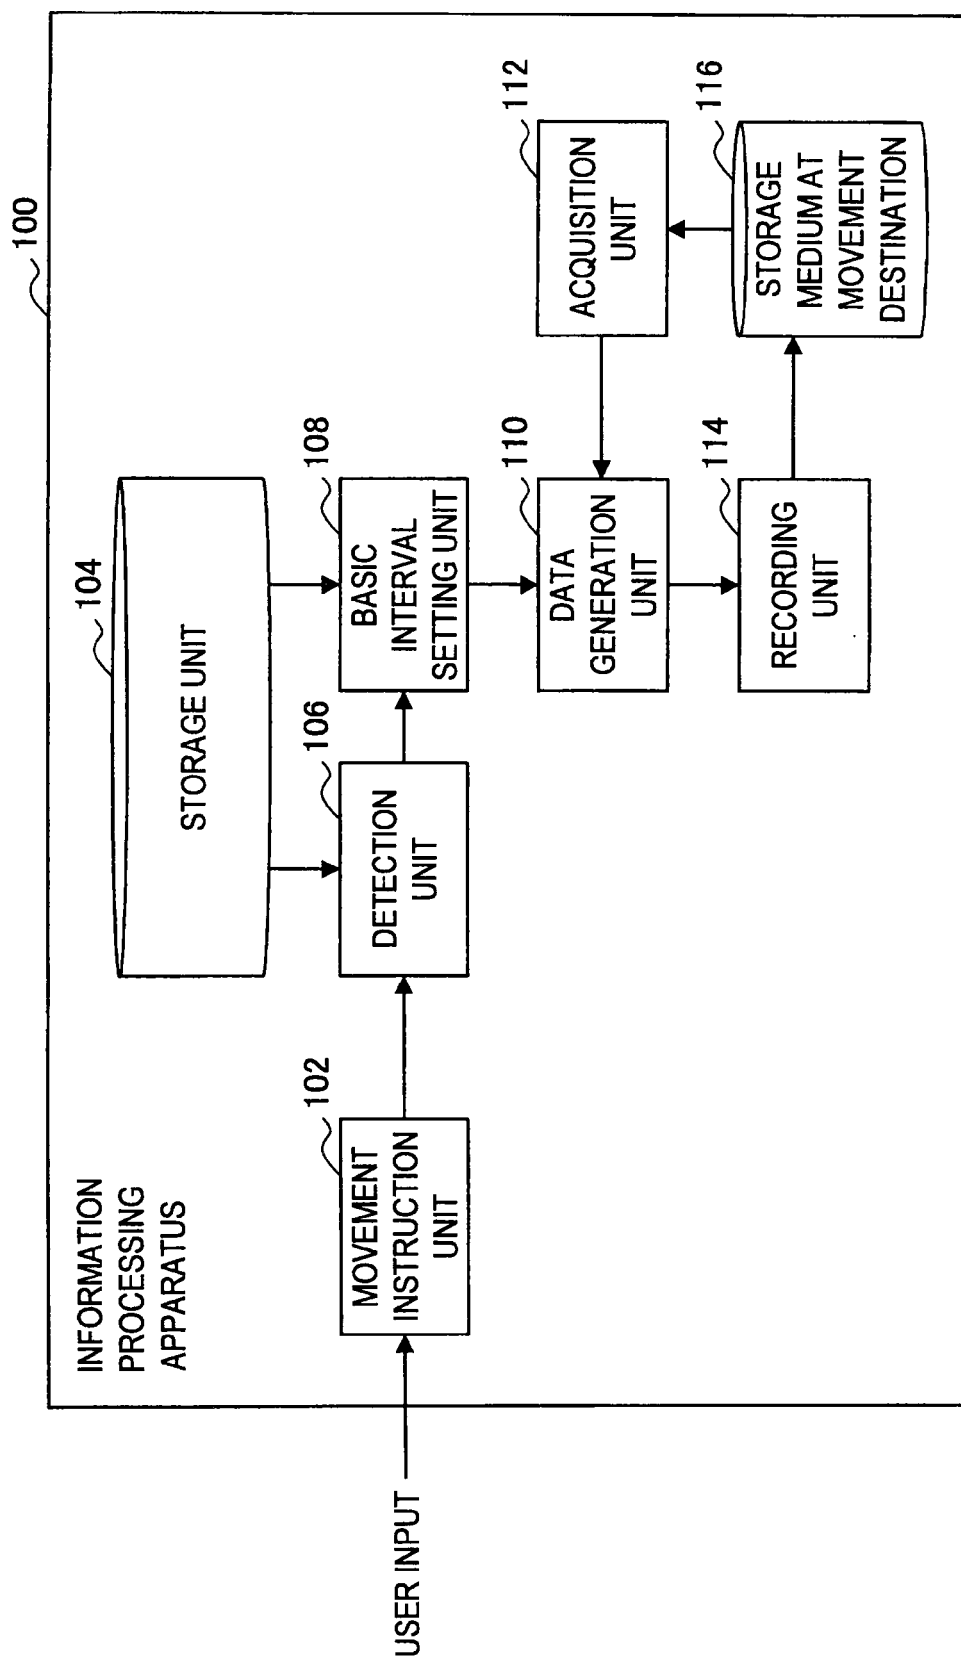 100
INFORMATION
PROCESSING
APPARATUS
104
STORAGE UNIT
USER INPUT
102
MOVEMENT
INSTRUCTION
UNIT
106
DETECTION
UNIT
108
BASIC
INTERVAL
SETTING UNIT
110
DATA
GENERATION
UNIT
112
ACQUISITION
UNIT
114
RECORDING
UNIT
116
STORAGE
MEDIUM AT
MOVEMENT
DESTINATION